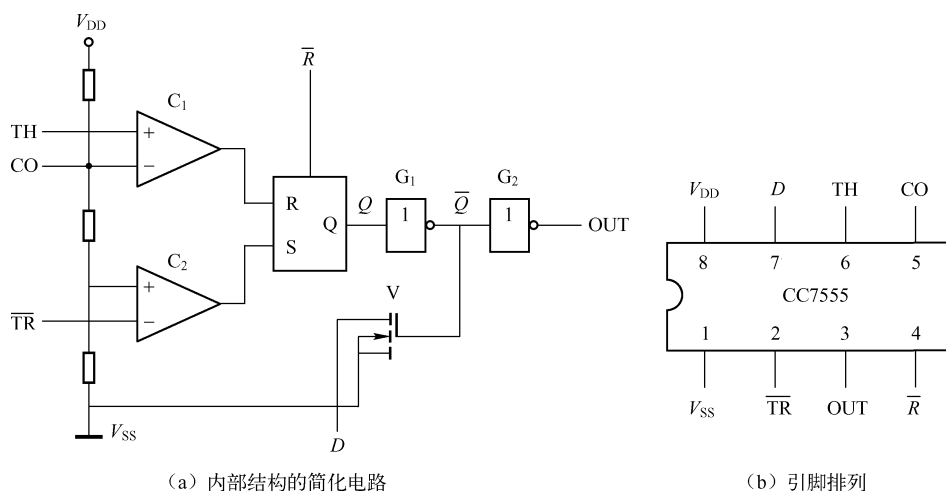 V_DD
R̅
C₁
TH
+
CO
−
R
Q
G₁
Q̅
G₂
S
Q
1
1
OUT
C₂
+
V
T̅R̅
−
V_SS
D
(a) 内部结构的简化电路
V_DD D TH CO
8 7 6 5
CC7555
1 2 3 4
V_SS T̅R̅ OUT R̅
(b) 引脚排列